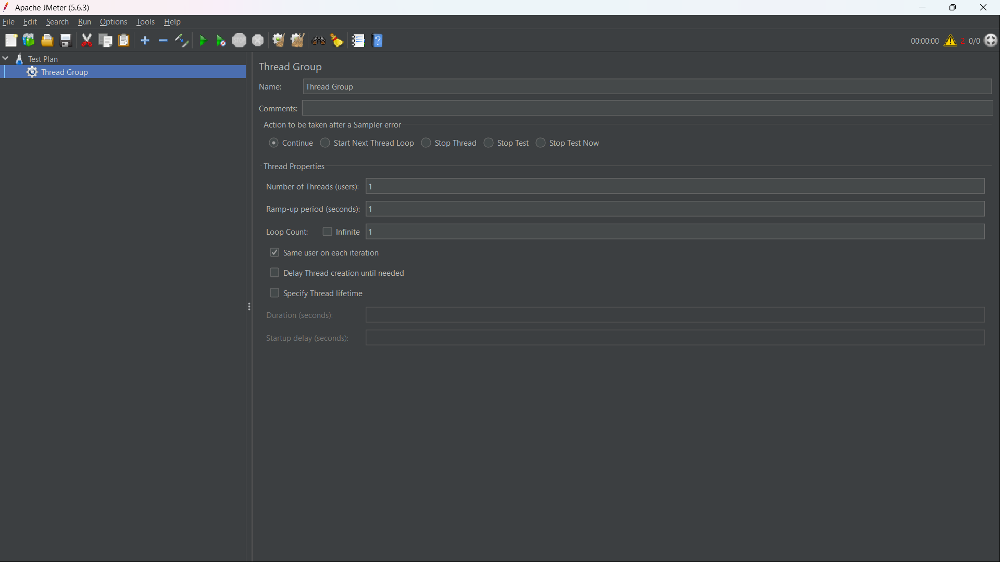 Apache JMeter (5.6.3)
File Edit Search Run Options Tools Help
STOP
00:00:00 2 0/0
Test Plan
Thread Group
Thread Group
Name: Thread Group
Comments:
Action to be taken after a Sampler error
Continue Start Next Thread Loop Stop Thread Stop Test Stop Test Now
Thread Properties
Number of Threads (users): 1
Ramp-up period (seconds): 1
Loop Count: Infinite 1
Same user on each iteration
Delay Thread creation until needed
Specify Thread lifetime
Duration (seconds):
Startup delay (seconds):